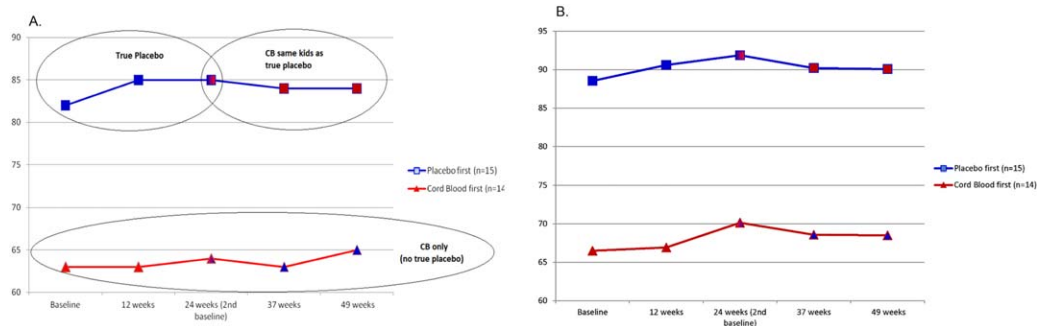 A.
90
85
80
75
70
65
60
True Placebo
CB same kids as
true placebo
CB only
(no true placebo)
Placebo first (n=15)
Cord Blood first (n=14
Baseline
12 weeks
24 weeks (2nd
baseline)
37 weeks
49 weeks
B.
95
90
85
80
75
70
65
60
Placebo first (n=15)
Cord Blood first (n=14)
Baseline
12 weeks
24 weeks (2nd
baseline)
37 weeks
49 weeks